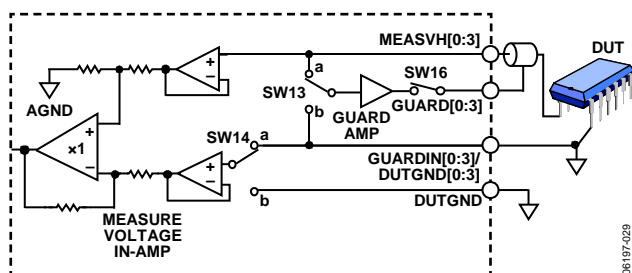 MEASVH[0:3]
DUT
a
SW13
b
GUARD
AMP
SW16
GUARD[0:3]
AGND
×1
+
–
+
–
SW14
a
+
–
b
GUARDIN[0:3]/
DUTGND[0:3]
DUTGND
MEASURE
VOLTAGE
IN-AMP
06197-029